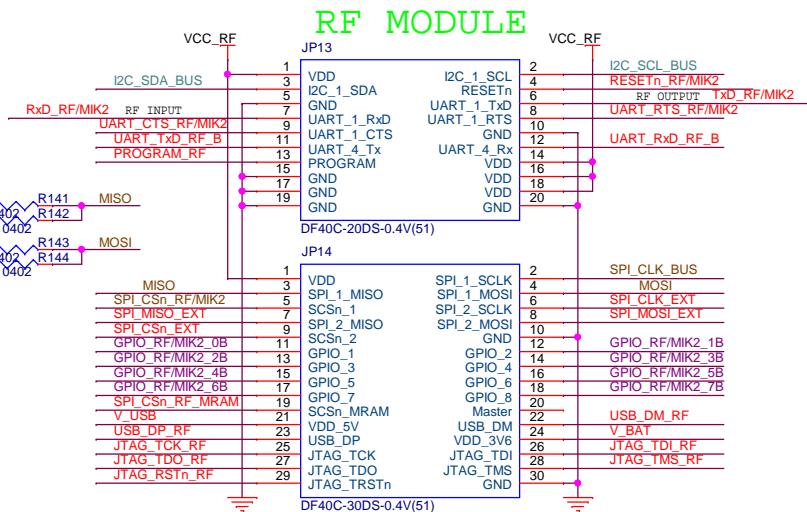 RF MODULE
VCC_RF VCC_RF
JP13
1 VDD I2C_1_SCL 2 I2C_SCL_BUS
I2C_SDA_BUS 3 I2C_1_SDA RESETn 4 RESETn_RF/MIK2
5 GND UART_1_TxD 6 RF OUTPUT TxD_RF/MIK2
RxD_RF/MIK2 RF INPUT 7 UART_1_RxD UART_1_RTS 8 UART_RTS_RF/MIK2
UART_CTS_RF/MIK2 9 UART_1_CTS GND 10
UART_TxD_RF_B 11 UART_4_Tx UART_4_Rx 12 UART_RxD_RF_B
PROGRAM_RF 13 PROGRAM VDD 14
15 GND VDD 16
17 GND VDD 18
19 GND GND 20
DF40C-20DS-0.4V(51)
R141 MISO
0402 R142
0402
R143 MOSI
0402 R144
0402
JP14
1 VDD SPI_1_SCLK 2 SPI_CLK_BUS
MISO 3 SPI_1_MISO SPI_1_MOSI 4 MOSI
SPI_CSn_RF/MIK2 5 SCSn_1 SPI_2_SCLK 6 SPI_CLK_EXT
SPI_MISO_EXT 7 SPI_2_MISO SPI_2_MOSI 8 SPI_MOSI_EXT
SPI_CSn_EXT 9 SCSn_2 GND 10
GPIO_RF/MIK2_0B 11 GPIO_1 GPIO_2 12 GPIO_RF/MIK2_1B
GPIO_RF/MIK2_2B 13 GPIO_3 GPIO_4 14 GPIO_RF/MIK2_3B
GPIO_RF/MIK2_4B 15 GPIO_5 GPIO_6 16 GPIO_RF/MIK2_5B
GPIO_RF/MIK2_6B 17 GPIO_7 GPIO_8 18 GPIO_RF/MIK2_7B
SPI_CSn_RF_MRAM 19 SCSn_MRAM Master 20
V_USB 21 VDD_5V USB_DM 22 USB_DM_RF
USB_DP_RF 23 USB_DP VDD_3V6 24 V_BAT
JTAG_TCK_RF 25 JTAG_TCK JTAG_TDI 26 JTAG_TDI_RF
JTAG_TDO_RF 27 JTAG_TDO JTAG_TMS 28 JTAG_TMS_RF
JTAG_RSTn_RF 29 JTAG_TRSTn GND 30
DF40C-30DS-0.4V(51)